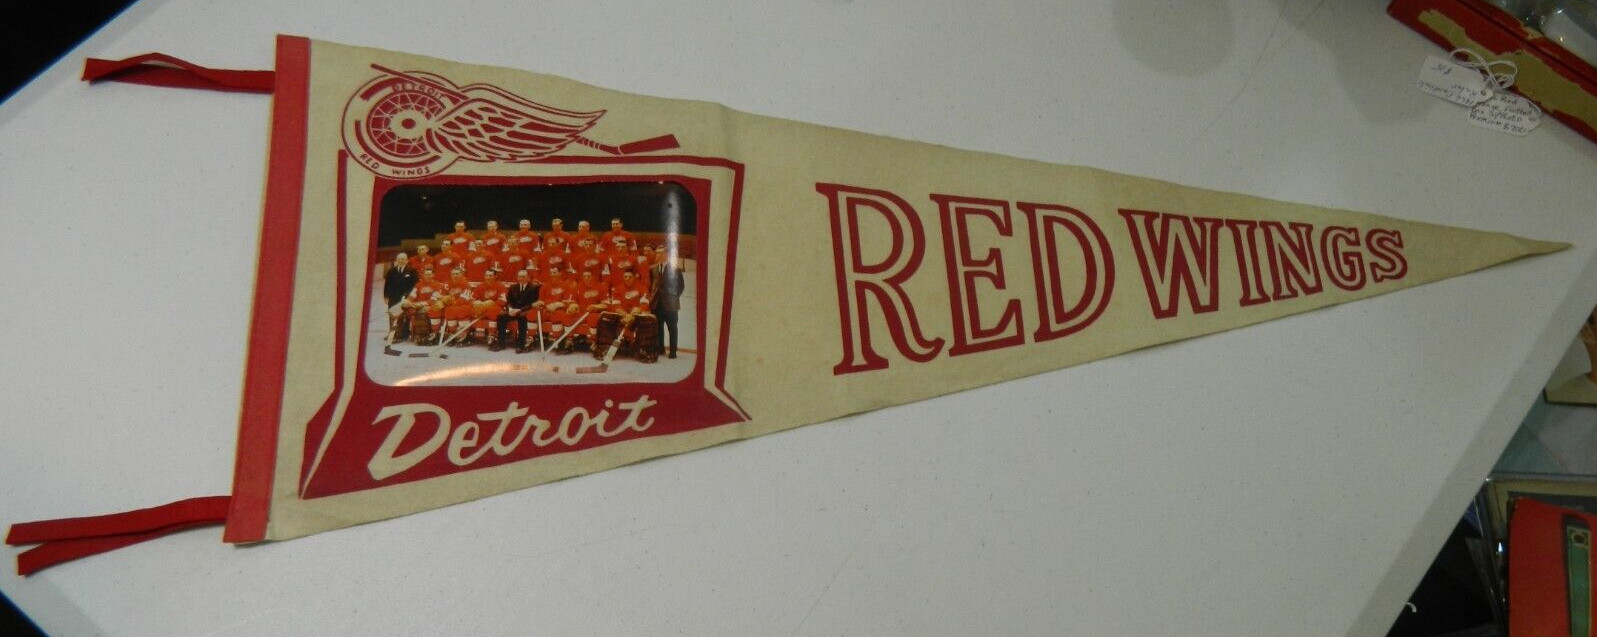 DETROIT
RED WINGS
Detroit
RED WINGS